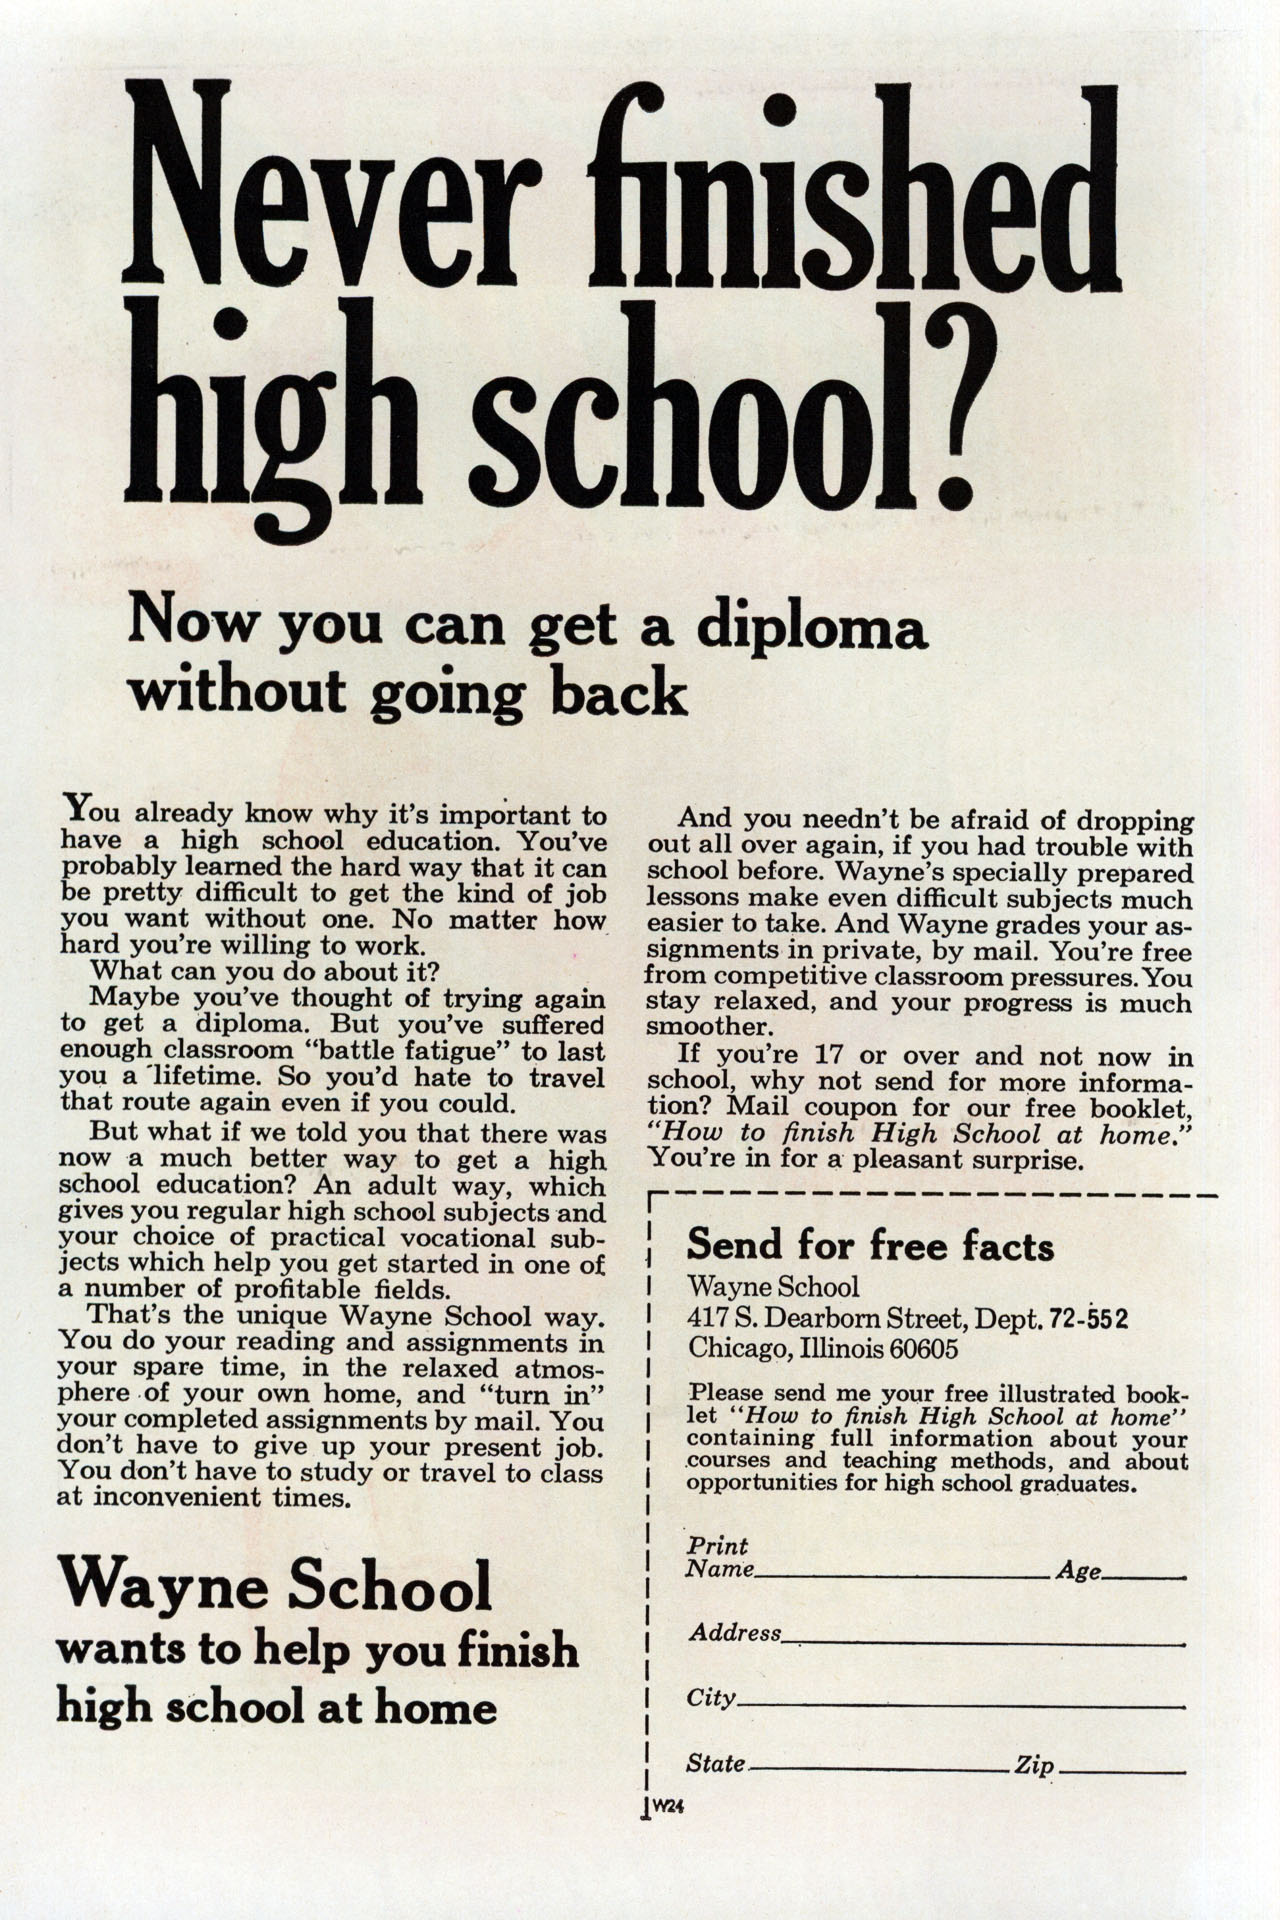 Never finished
high school?
Now you can get a diploma
without going back
You already know why it's important to
have a high school education. You've
probably learned the hard way that it can
be pretty difficult to get the kind of job
you want without one. No matter how
hard you're willing to work.
What can you do about it?
Maybe you've thought of trying again
to get a diploma. But you've suffered
enough classroom "battle fatigue" to last
you a lifetime. So you'd hate to travel
that route again even if you could.
But what if we told you that there was
now a much better way to get a high
school education? An adult way, which
gives you regular high school subjects and
your choice of practical vocational sub-
jects which help you get started in one of
a number of profitable fields.
That's the unique Wayne School way.
You do your reading and assignments in
your spare time, in the relaxed atmos-
phere of your own home, and "turn in"
your completed assignments by mail. You
don't have to give up your present job.
You don't have to study or travel to class
at inconvenient times.
Wayne School
wants to help you finish
high school at home
And you needn't be afraid of dropping
out all over again, if you had trouble with
school before. Wayne's specially prepared
lessons make even difficult subjects much
easier to take. And Wayne grades your as-
signments in private, by mail. You're free
from competitive classroom pressures. You
stay relaxed, and your progress is much
smoother.
If you're 17 or over and not now in
school, why not send for more informa-
tion? Mail coupon for our free booklet,
"How to finish High School at home."
You're in for a pleasant surprise.
Send for free facts
Wayne School
417 S. Dearborn Street, Dept. 72-552
Chicago, Illinois 60605
Please send me your free illustrated book-
let "How to finish High School at home"
containing full information about your
courses and teaching methods, and about
opportunities for high school graduates.
Print
Name Age
Address
City
State Zip
W24